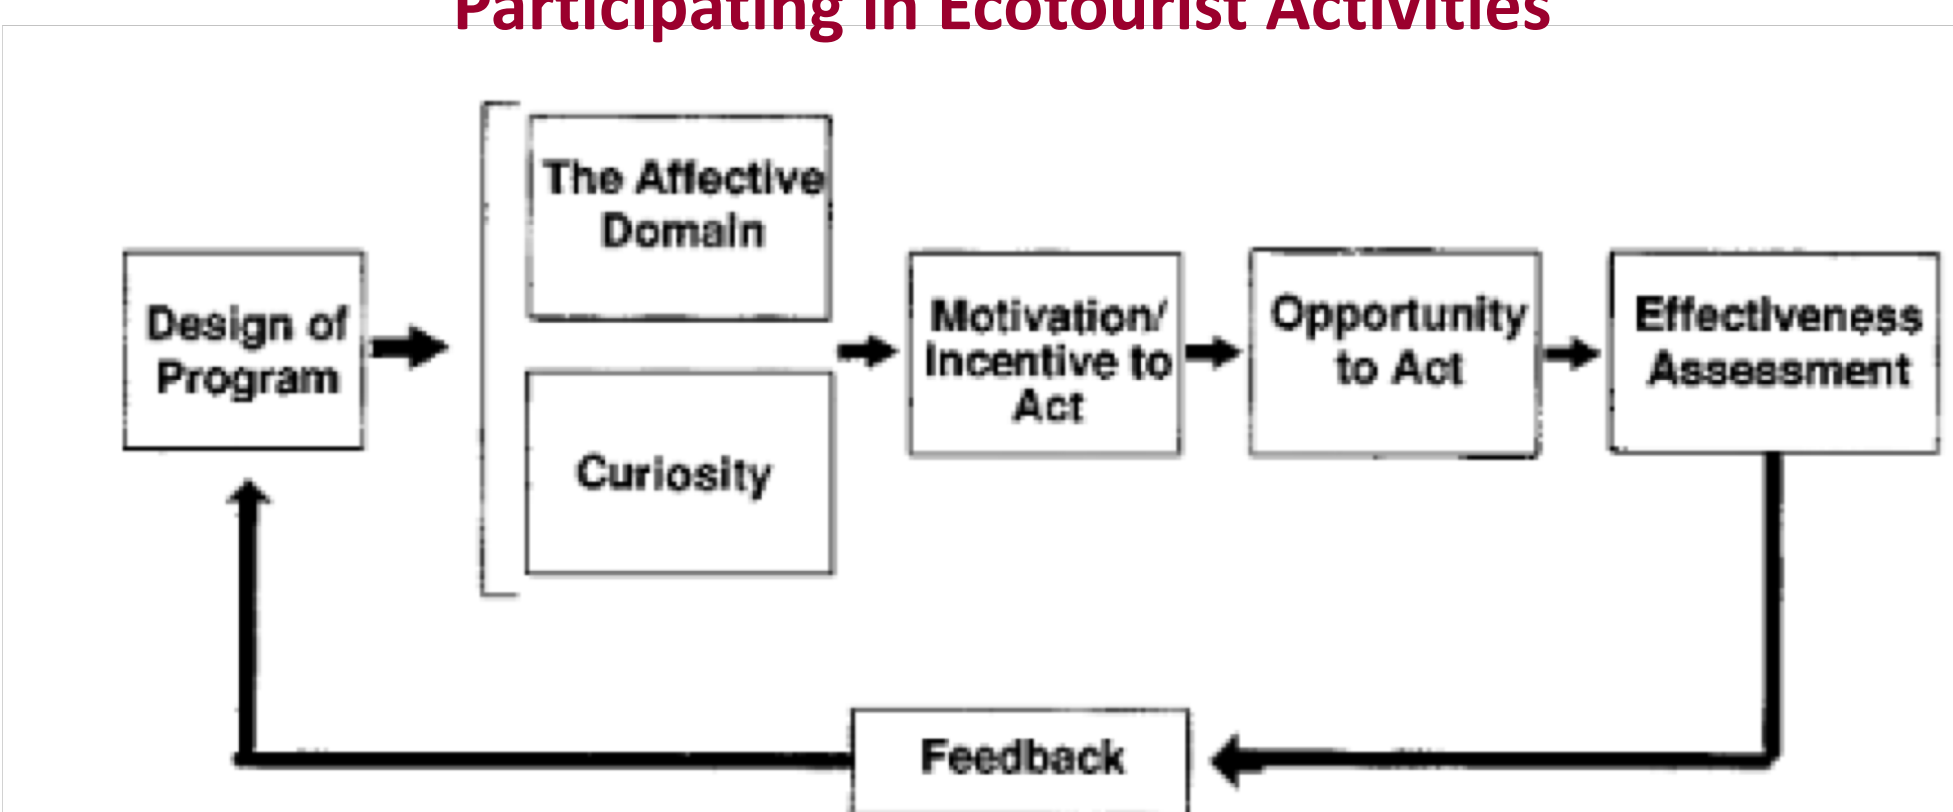 Participating in Ecotourist Activities
The Affective
Domain
Design of
Program
Curiosity
Motivation/
Incentive to
Act
Opportunity
to Act
Effectiveness
Assessment
Feedback